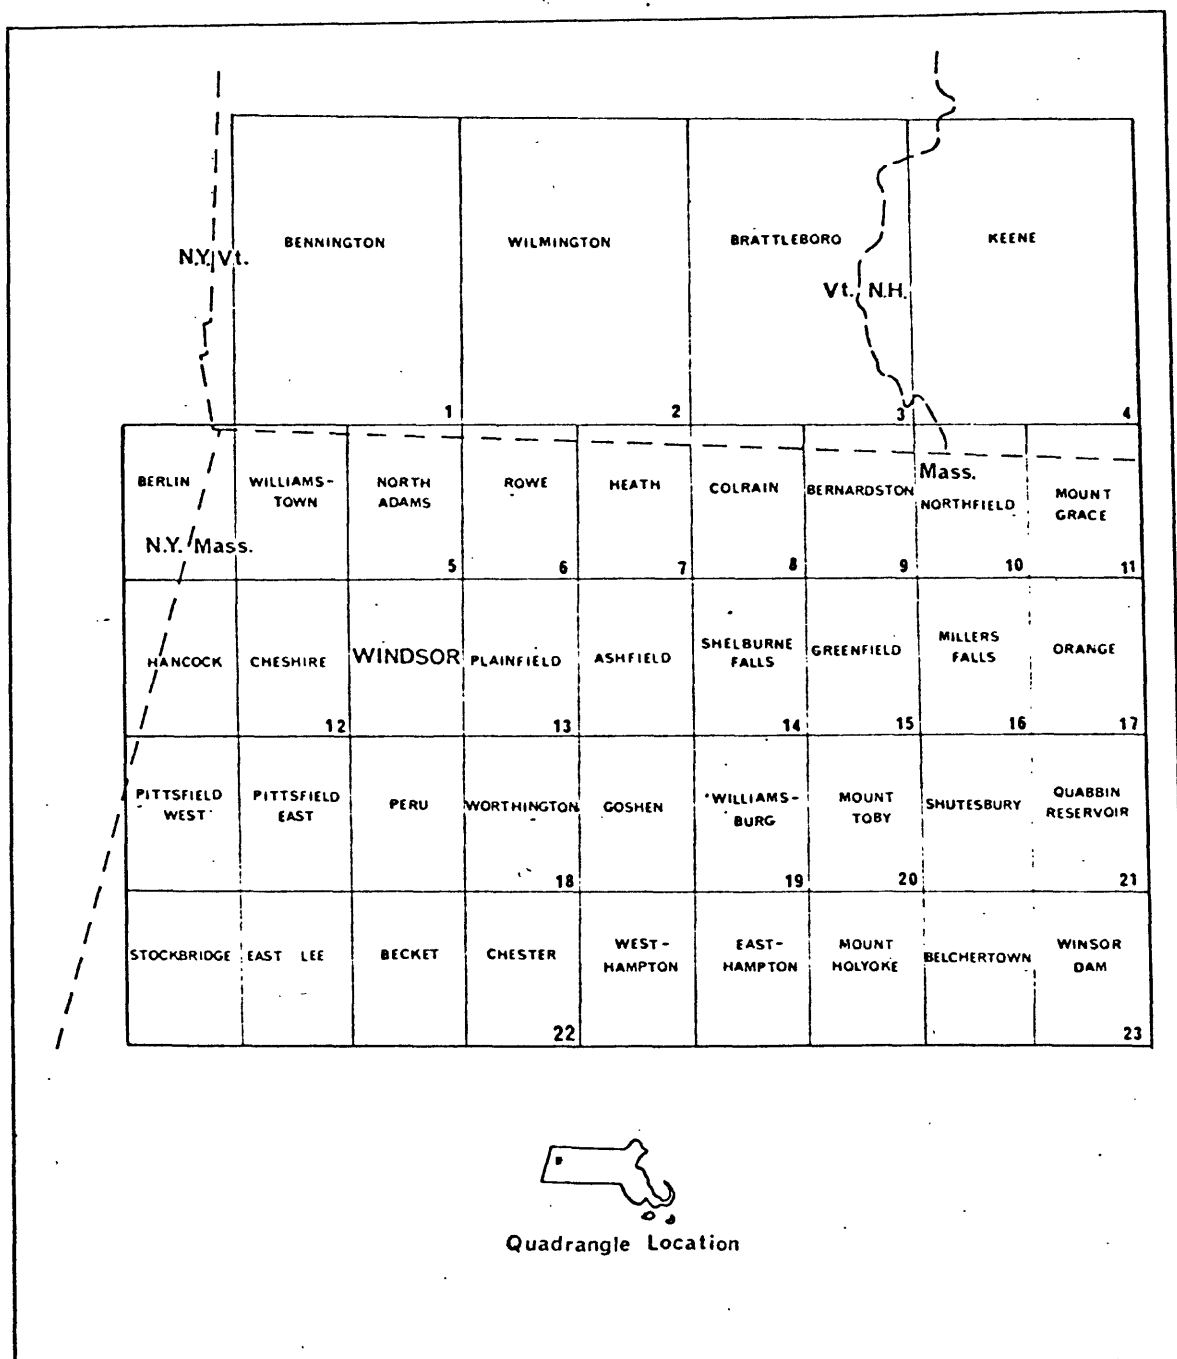 BENNINGTON
WILMINGTON
BRATTLEBORO
KEENE
N.Y. Vt.
Vt. N.H.
1
2
3
4
BERLIN
WILLIAMS-
TOWN
NORTH
ADAMS
ROWE
HEATH
COLRAIN
BERNARDSTON
Mass.
NORTHFIELD
MOUNT
GRACE
N.Y. Mass.
5
6
7
8
9
10
11
HANCOCK
CHESHIRE
WINDSOR
PLAINFIELD
ASHFIELD
SHELBURNE
FALLS
GREENFIELD
MILLERS
FALLS
ORANGE
12
13
14
15
16
17
PITTSFIELD
WEST
PITTSFIELD
EAST
PERU
WORTHINGTON
GOSHEN
WILLIAMS-
BURG
MOUNT
TOBY
SHUTESBURY
QUABBIN
RESERVOIR
18
19
20
21
STOCKBRIDGE
EAST LEE
BECKET
CHESTER
WEST-
HAMPTON
EAST-
HAMPTON
MOUNT
HOLYOKE
BELCHERTOWN
WINSOR
DAM
22
23
Quadrangle Location